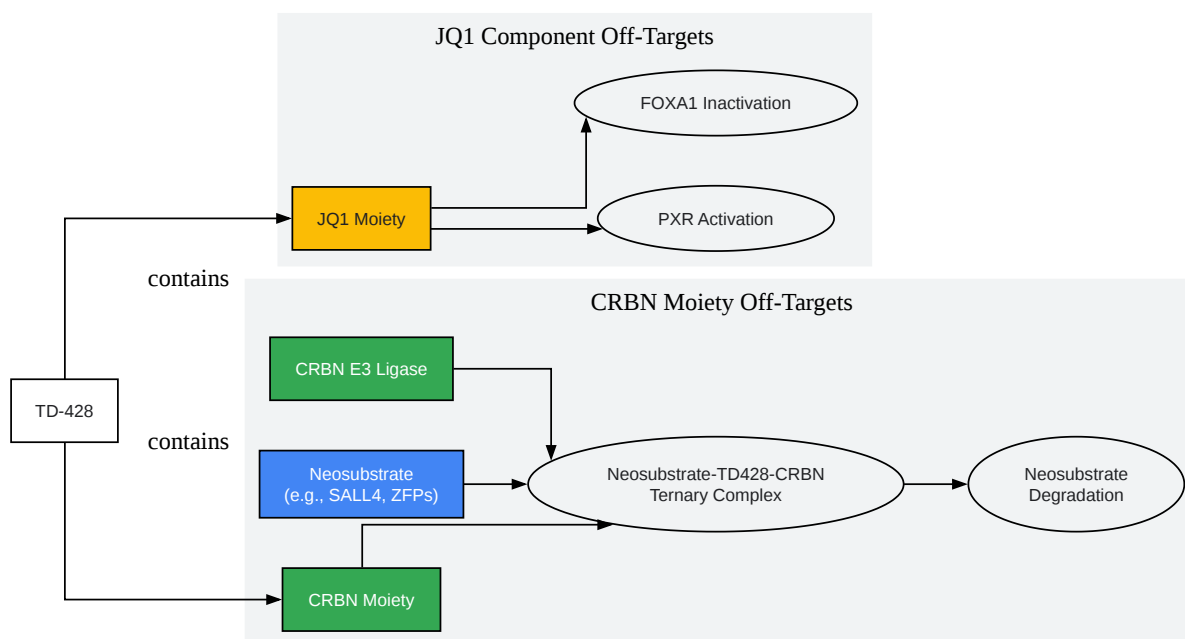 JQ1 Component Off-Targets
FOXA1 Inactivation
JQ1 Moiety
PXR Activation
contains
CRBN Moiety Off-Targets
CRBN E3 Ligase
TD-428
contains
Neosubstrate
(e.g., SALL4, ZFPs)
Neosubstrate-TD428-CRBN
Ternary Complex
Neosubstrate
Degradation
CRBN Moiety